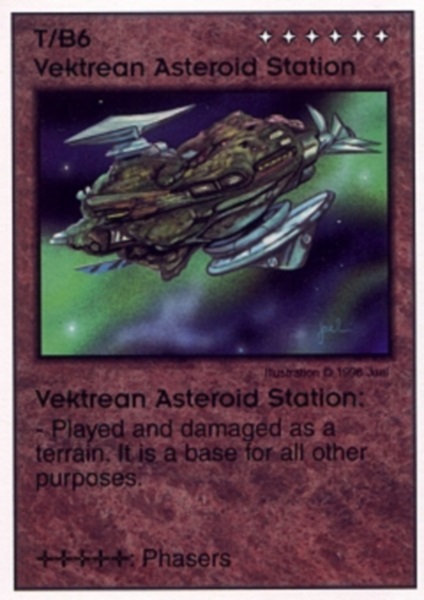 T/B6
Vektrean Asteroid Station
jael
Illustration © 1996 Jael
Vektrean Asteroid Station:
- Played and damaged as a
terrain. It is a base for all other
purposes.
: Phasers